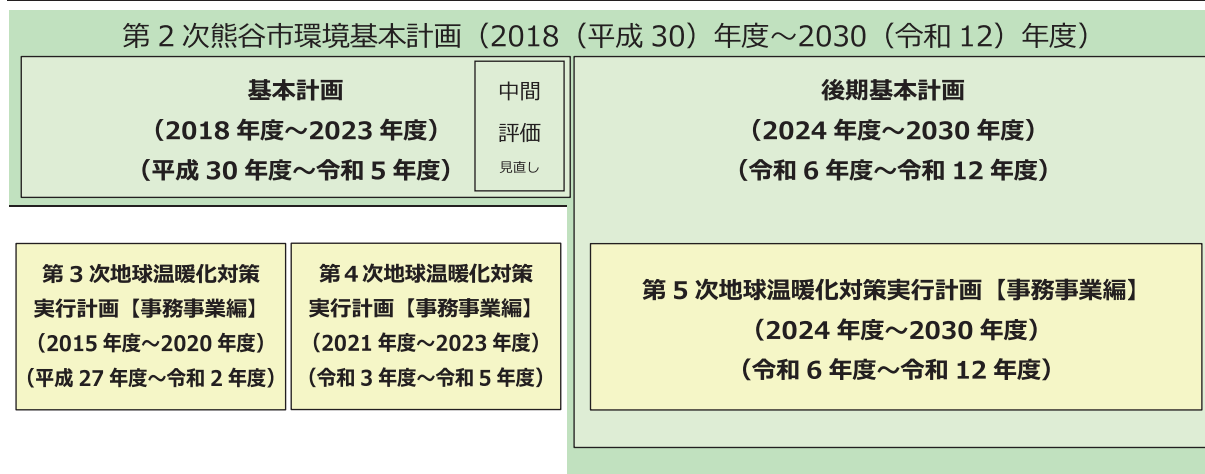 第２次熊谷市環境基本計画（2018（平成 30）年度～2030（令和 12）年度）
基本計画
（2018 年度～2023 年度）
（平成 30 年度～令和 5 年度）
中間
評価
見直し
後期基本計画
（2024 年度～2030 年度）
（令和 6 年度～令和 12 年度）
第３次地球温暖化対策
実行計画【事務事業編】
（2015 年度～2020 年度）
（平成 27 年度～令和 2 年度）
第４次地球温暖化対策
実行計画【事務事業編】
（2021 年度～2023 年度）
（令和 3 年度～令和 5 年度）
第５次地球温暖化対策実行計画【事務事業編】
（2024 年度～2030 年度）
（令和 6 年度～令和 12 年度）